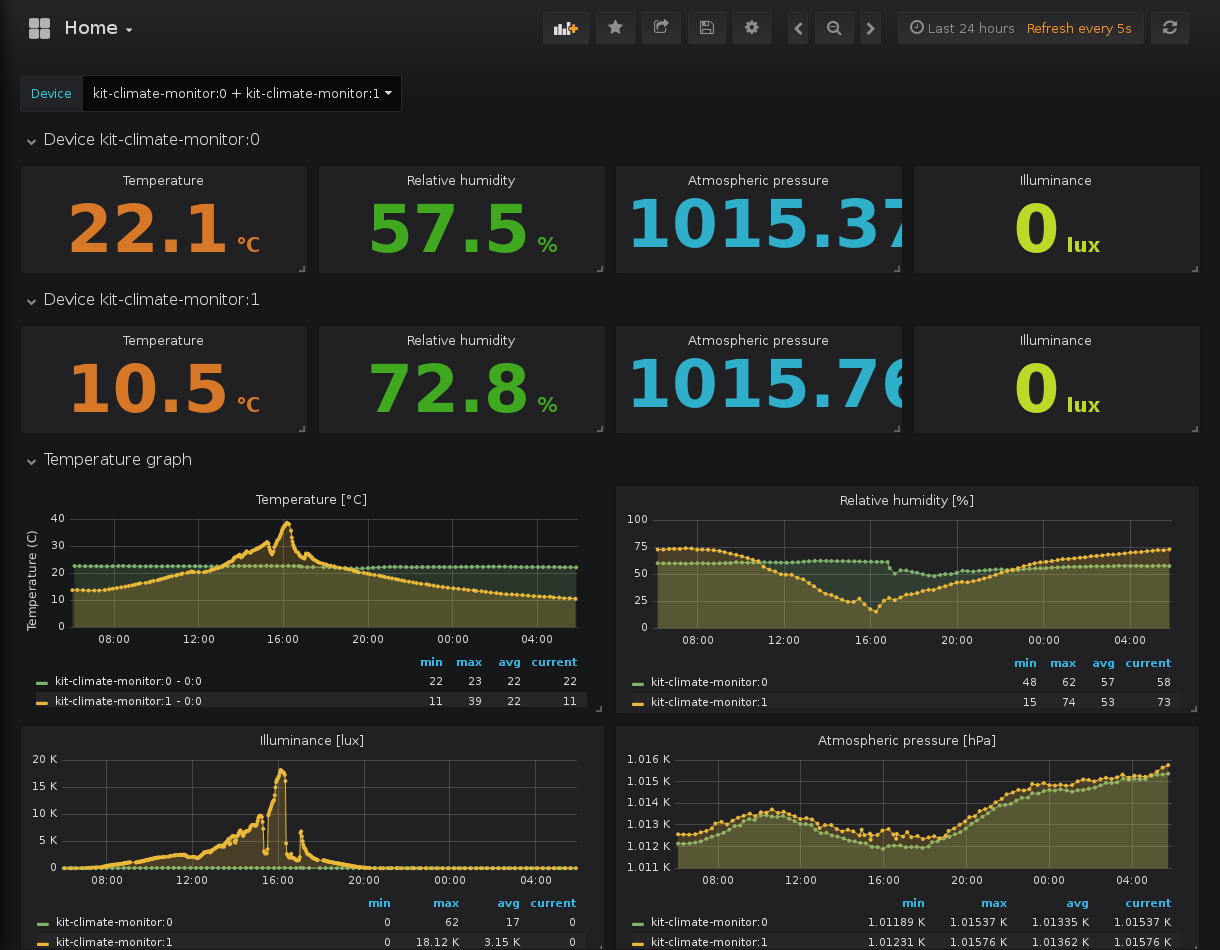 Home
Last 24 hours Refresh every 5s
Device kit-climate-monitor:0 + kit-climate-monitor:1
Device kit-climate-monitor:0
Temperature Relative humidity Atmospheric pressure Illuminance
22.1 °C 57.5 % 1015.37 0 lux
Device kit-climate-monitor:1
Temperature Relative humidity Atmospheric pressure Illuminance
10.5 °C 72.8 % 1015.76 0 lux
Temperature graph
Temperature [°C]
Temperature (C)
40
30
20
10
0
08:00 12:00 16:00 20:00 00:00 04:00
min max avg current
kit-climate-monitor:0 - 0:0 22 23 22 22
kit-climate-monitor:1 - 0:0 11 39 22 11
Relative humidity [%]
100
75
50
25
0
08:00 12:00 16:00 20:00 00:00 04:00
min max avg current
kit-climate-monitor:0 48 62 57 58
kit-climate-monitor:1 15 74 53 73
Illuminance [lux]
20 K
15 K
10 K
5 K
0
08:00 12:00 16:00 20:00 00:00 04:00
min max avg current
kit-climate-monitor:0 0 62 17 0
kit-climate-monitor:1 0 18.12 K 3.15 K 0
Atmospheric pressure [hPa]
1.016 K
1.015 K
1.014 K
1.013 K
1.012 K
1.011 K
08:00 12:00 16:00 20:00 00:00 04:00
min max avg current
kit-climate-monitor:0 1.01189 K 1.01537 K 1.01335 K 1.01537 K
kit-climate-monitor:1 1.01231 K 1.01576 K 1.01362 K 1.01576 K